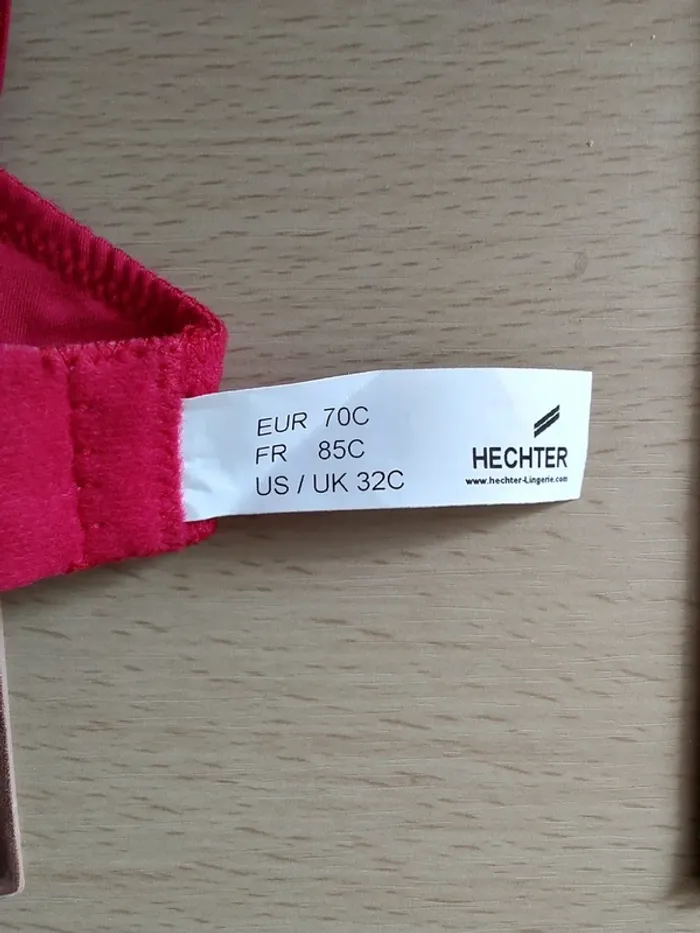 EUR 70C
FR 85C
US / UK 32C
HECHTER
www.hechter-Lingerie.com